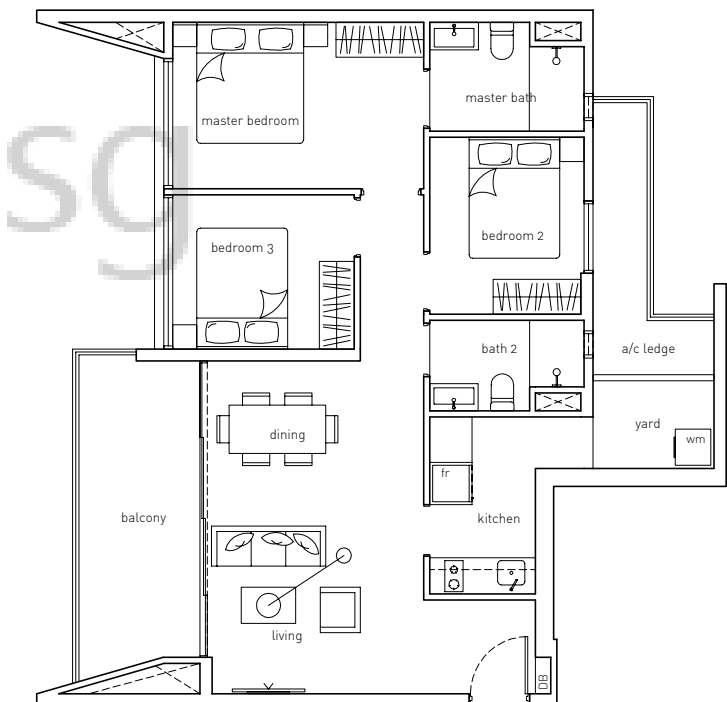 master bedroom
master bath
sg
bedroom 2
bedroom 3
bath 2
a/c ledge
dining
yard
wm
fr
balcony
kitchen
living
DB